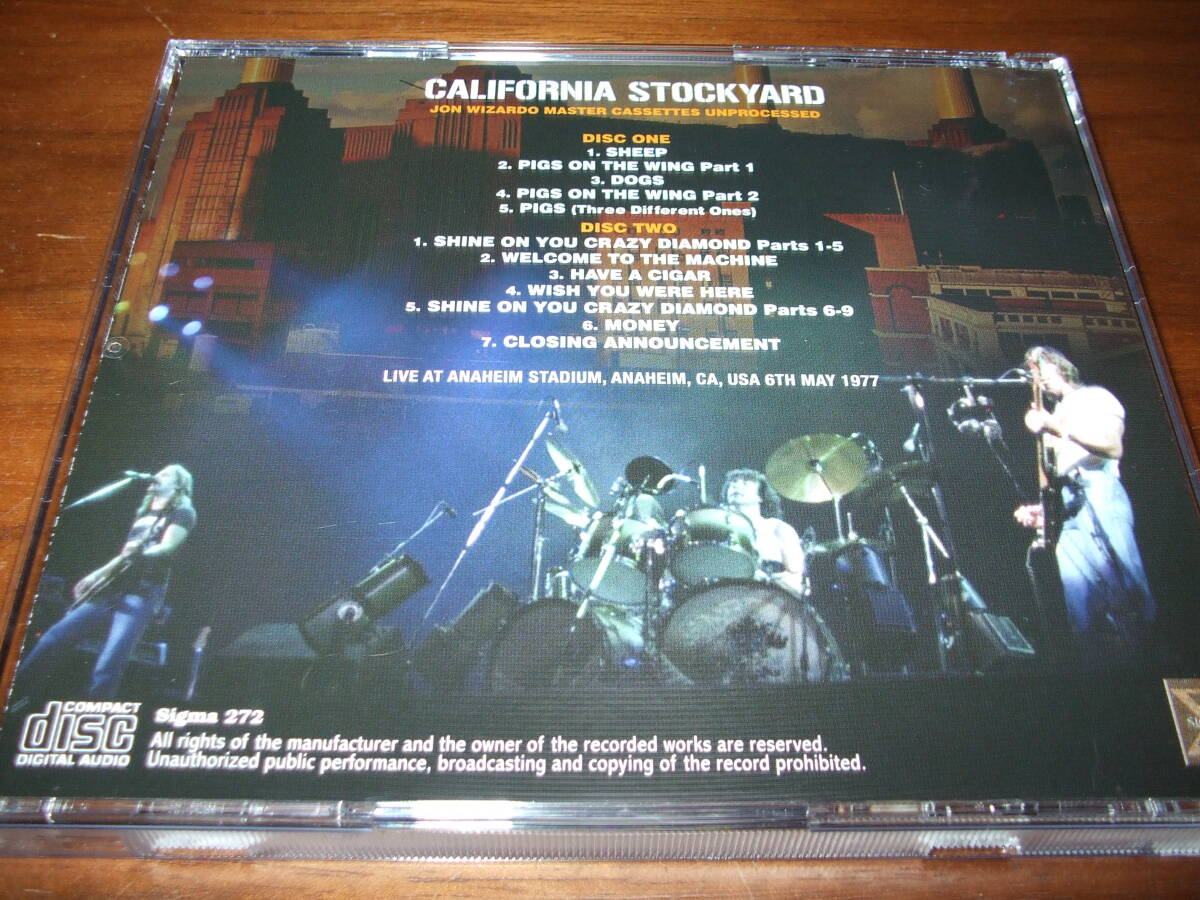 CALIFORNIA STOCKYARD
JON WIZARDO MASTER CASSETTES UNPROCESSED
DISC ONE
1. SHEEP
2. PIGS ON THE WING Part 1
3. DOGS
4. PIGS ON THE WING Part 2
5. PIGS (Three Different Ones)
DISC TWO
1. SHINE ON YOU CRAZY DIAMOND Parts 1-5
2. WELCOME TO THE MACHINE
3. HAVE A CIGAR
4. WISH YOU WERE HERE
5. SHINE ON YOU CRAZY DIAMOND Parts 6-9
6. MONEY
7. CLOSING ANNOUNCEMENT
LIVE AT ANAHEIM STADIUM, ANAHEIM, CA, USA 6TH MAY 1977
COMPACT
disc
DIGITAL AUDIO
Sigma 272
All rights of the manufacturer and the owner of the recorded works are reserved.
Unauthorized public performance, broadcasting and copying of the record prohibited.